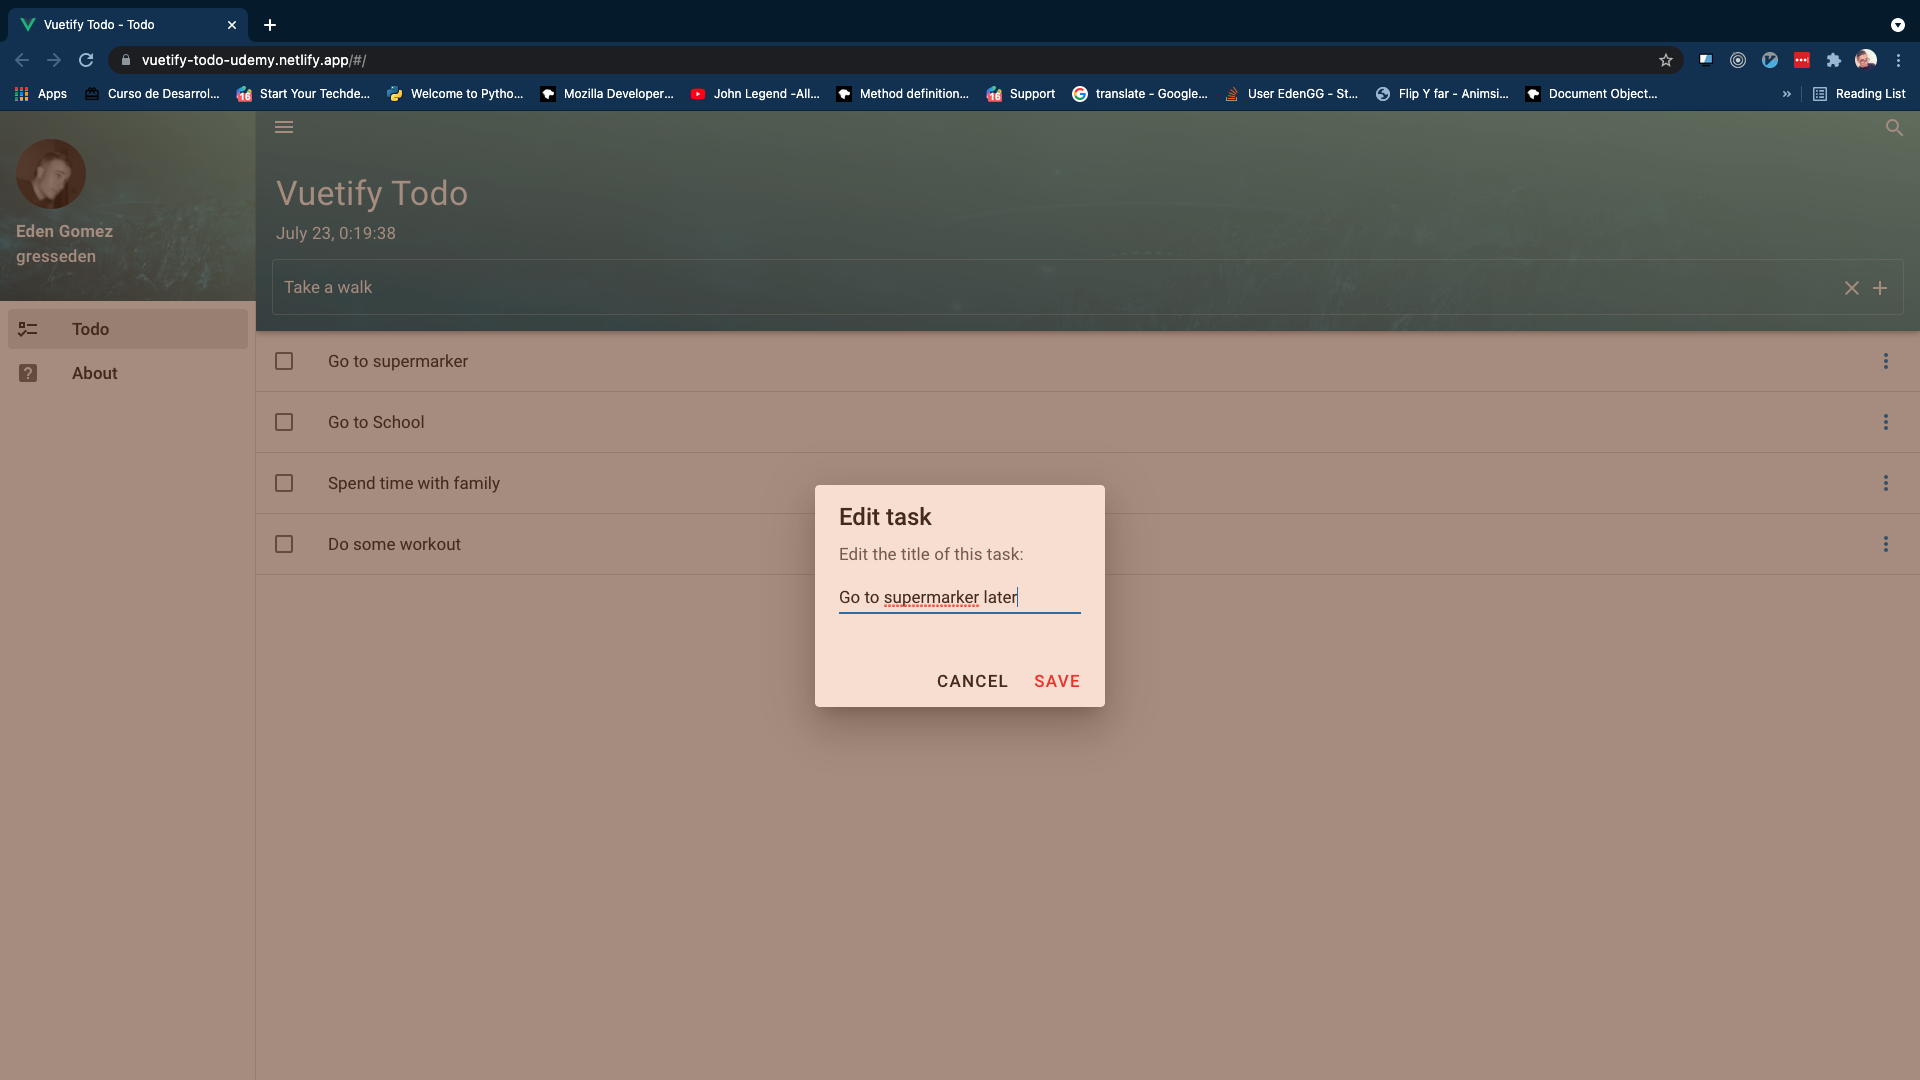 Vuetify Todo - Todo
vuetify-todo-udemy.netlify.app/#/
Apps
Curso de Desarrol...
Start Your Techde...
Welcome to Pytho...
Mozilla Developer...
John Legend -All...
Method definition...
Support
translate - Google...
User EdenGG - St...
Flip Y far - Animsi...
Document Object...
»
Reading List
Eden Gomez
gresseden
Todo
About
Vuetify Todo
July 23, 0:19:38
Take a walk
Go to supermarker
Go to School
Spend time with family
Do some workout
Edit task
Edit the title of this task:
Go to supermarker later
CANCEL
SAVE